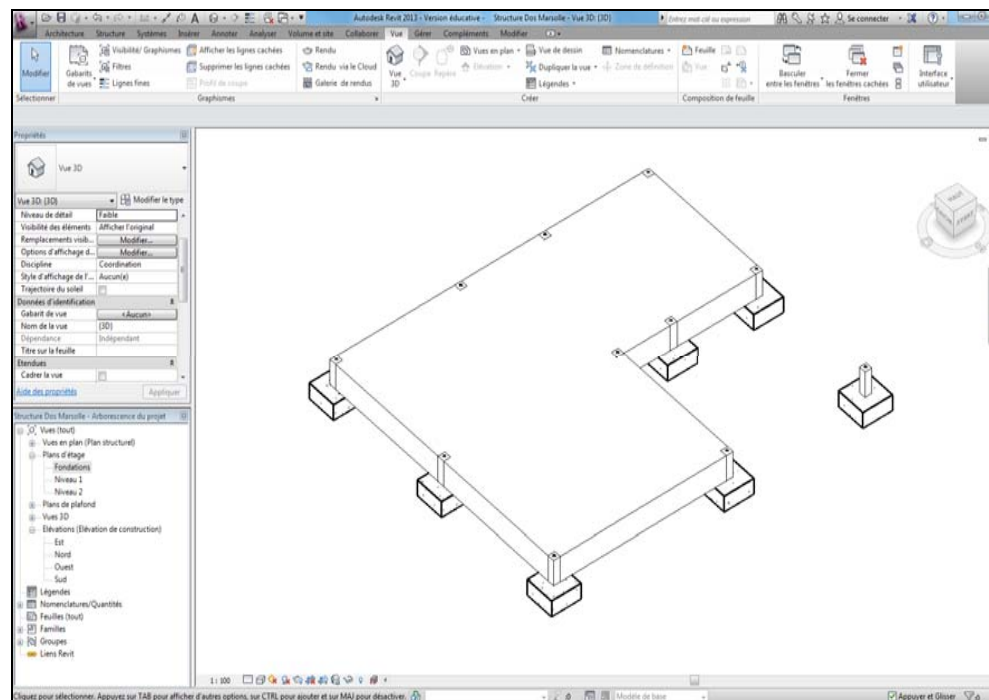 Autodesk Revit 2013 - Version éducative - Structure Dos Marsolle - Vue 3D: {3D}
Entrez mot-clé ou expression
Se connecter
Architecture Structure Systèmes Insérer Annoter Analyser Volume et site Collaborer Vue Gérer Compléments Modifier
Modifier
Gabarits de vues
Visibilité/ Graphismes
Filtres
Lignes fines
Afficher les lignes cachées
Supprimer les lignes cachées
Profil de coupe
Rendu
Rendu via le Cloud
Galerie de rendus
Vue 3D
Coupe
Repère
Vues en plan
Élévation
Vue de dessin
Dupliquer la vue
Légendes
Nomenclatures
Zone de définition
Feuille
Vue
Basculer entre les fenêtres
Fermer les fenêtres cachées
Interface utilisateur
Sélectionner
Graphismes
Créer
Composition de feuille
Fenêtres
Propriétés
Vue 3D
Vue 3D: {3D}
Modifier le type
Niveau de détail Faible
Visibilité des éléments Afficher l'original
Remplacements visib... Modifier...
Options d'affichage d... Modifier...
Discipline Coordination
Style d'affichage de l'... Aucun(e)
Trajectoire du soleil
Données d'identification
Gabarit de vue <Aucun>
Nom de la vue {3D}
Dépendance Indépendant
Titre sur la feuille
Etendues
Cadrer la vue
Aide des propriétés Appliquer
Structure Dos Marsolle - Arborescence du projet
Vues (tout)
Vues en plan (Plan structurel)
Plans d'étage
Fondations
Niveau 1
Niveau 2
Plans de plafond
Vues 3D
Élévations (Élévation de construction)
Est
Nord
Ouest
Sud
Légendes
Nomenclatures/Quantités
Feuilles (tout)
Familles
Groupes
Liens Revit
HAUT
1 : 100
Cliquez pour sélectionner. Appuyez sur TAB pour afficher d'autres options, sur CTRL pour ajouter et sur MAJ pour désactiver.
:0
Modèle de base
Appuyer et Glisser
:0